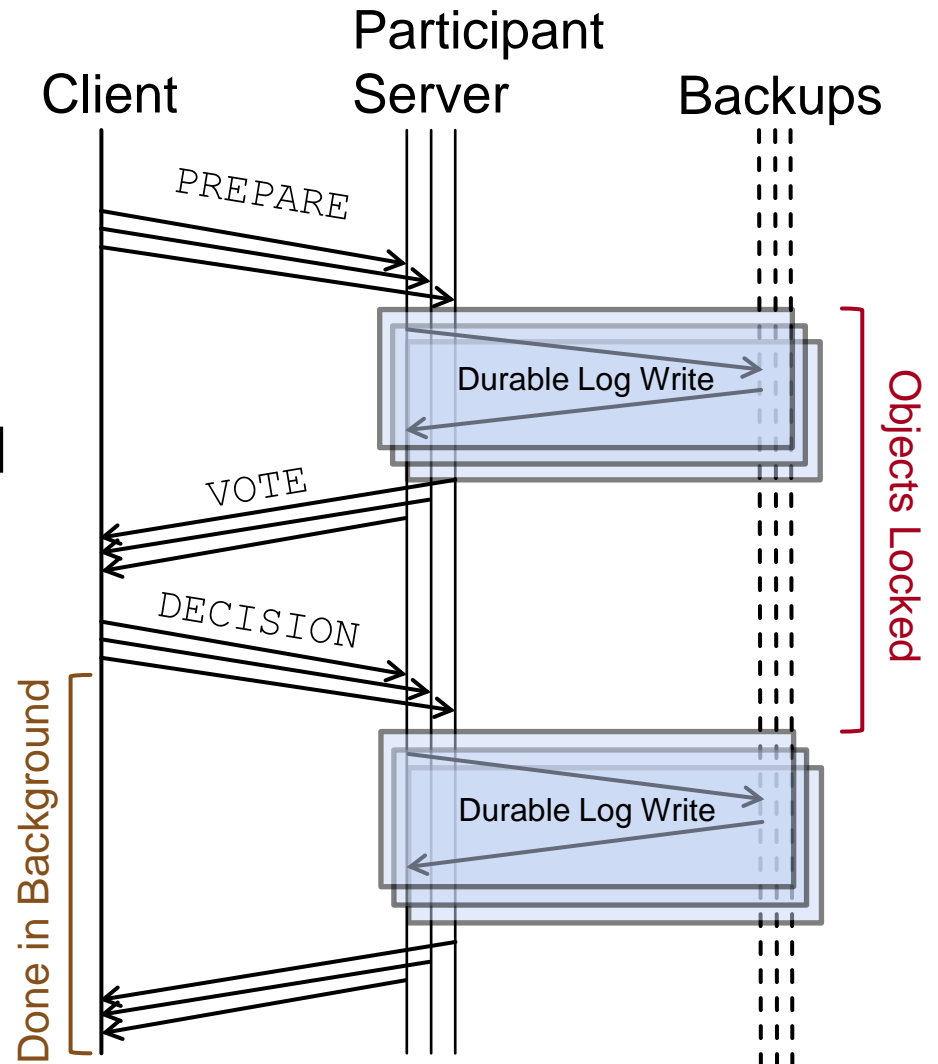 Participant
Client
Server
Backups
PREPARE
Durable Log Write
Objects Locked
VOTE
DECISION
Done in Background
Durable Log Write